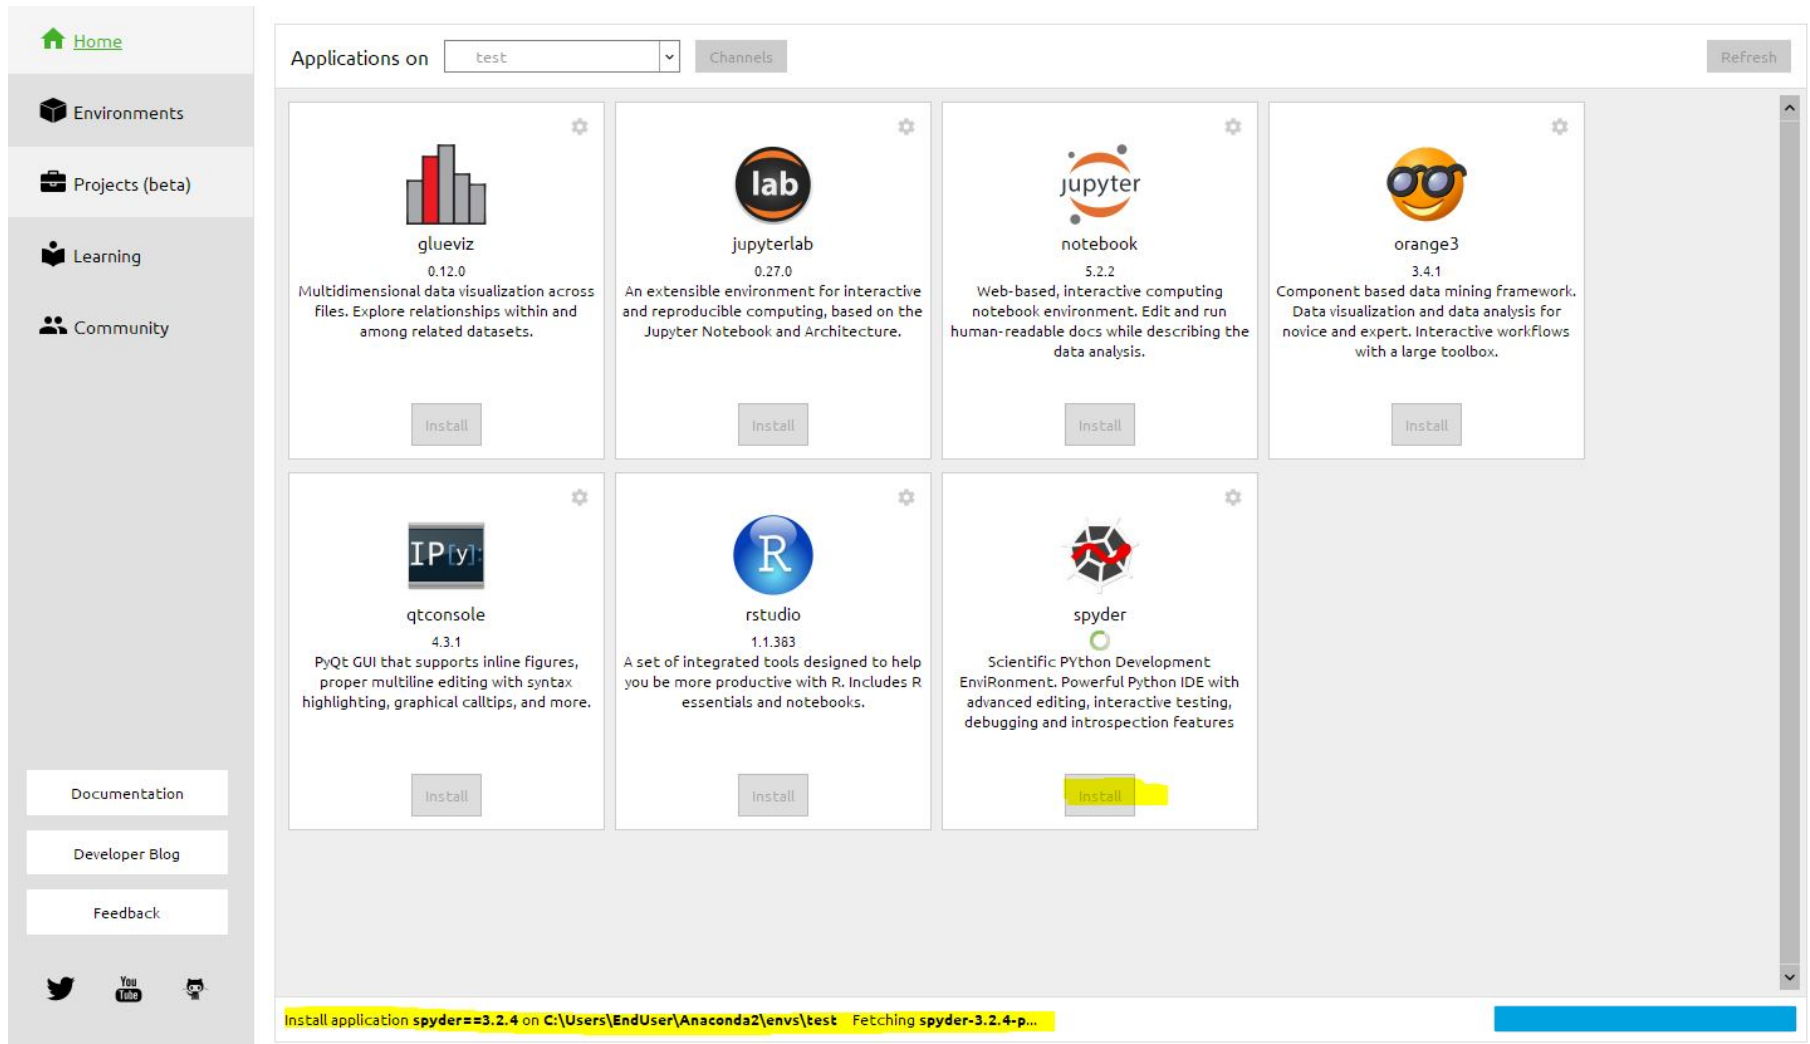 Home
Environments
Projects (beta)
Learning
Community
Documentation
Developer Blog
Feedback
You
Tube
Applications on
test
Channels
Refresh
glueviz
0.12.0
Multidimensional data visualization across
files. Explore relationships within and
among related datasets.
Install
lab
jupyterlab
0.27.0
An extensible environment for interactive
and reproducible computing, based on the
Jupyter Notebook and Architecture.
Install
jupyter
notebook
5.2.2
Web-based, interactive computing
notebook environment. Edit and run
human-readable docs while describing the
data analysis.
Install
orange3
3.4.1
Component based data mining framework.
Data visualization and data analysis for
novice and expert. Interactive workflows
with a large toolbox.
Install
IP[y]:
qtconsole
4.3.1
PyQt GUI that supports inline figures,
proper multiline editing with syntax
highlighting, graphical calltips, and more.
Install
R
rstudio
1.1.383
A set of integrated tools designed to help
you be more productive with R. Includes R
essentials and notebooks.
Install
spyder
Scientific PYthon Development
EnviRonment. Powerful Python IDE with
advanced editing, interactive testing,
debugging and introspection features
Install
Install application spyder==3.2.4 on C:\Users\EndUser\Anaconda2\envs\test Fetching spyder-3.2.4-p...